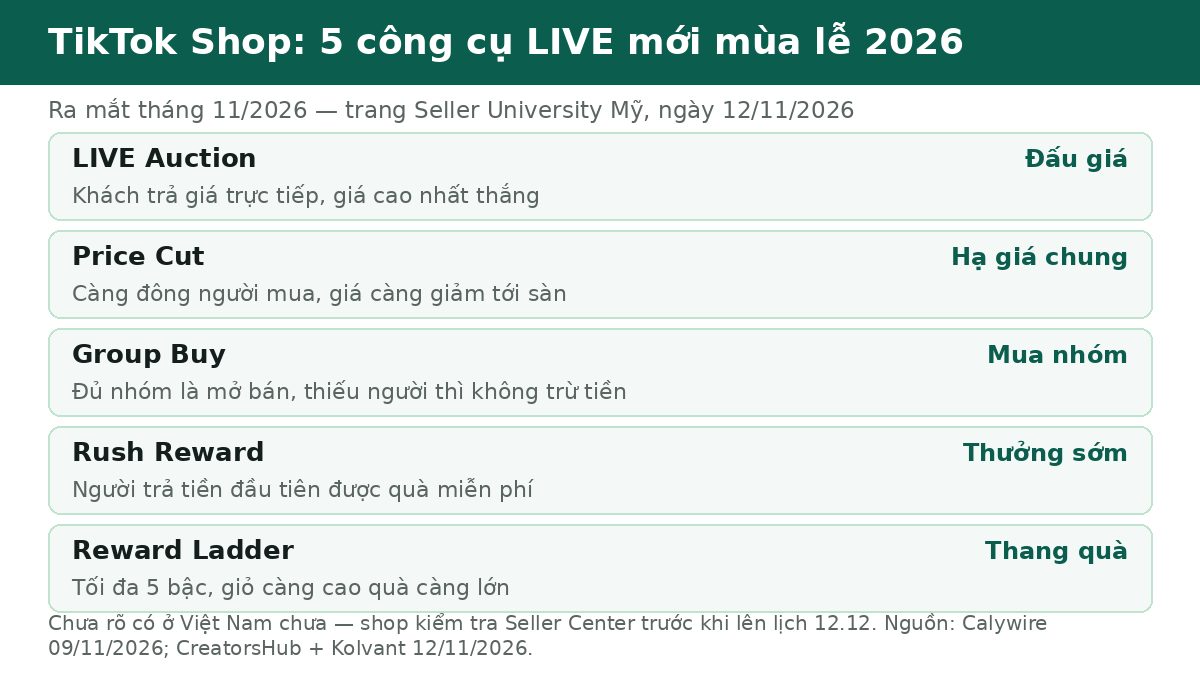 TikTok Shop: 5 công cụ LIVE mới mùa lễ 2026
Ra mắt tháng 11/2026 — trang Seller University Mỹ, ngày 12/11/2026
LIVE Auction
Đấu giá
Khách trả giá trực tiếp, giá cao nhất thắng
Price Cut
Hạ giá chung
Càng đông người mua, giá càng giảm tới sàn
Group Buy
Mua nhóm
Đủ nhóm là mở bán, thiếu người thì không trừ tiền
Rush Reward
Thưởng sớm
Người trả tiền đầu tiên được quà miễn phí
Reward Ladder
Thang quà
Tối đa 5 bậc, giỏ càng cao quà càng lớn
Chưa rõ có ở Việt Nam chưa — shop kiểm tra Seller Center trước khi lên lịch 12.12. Nguồn: Calywire
09/11/2026; CreatorsHub + Kolvant 12/11/2026.